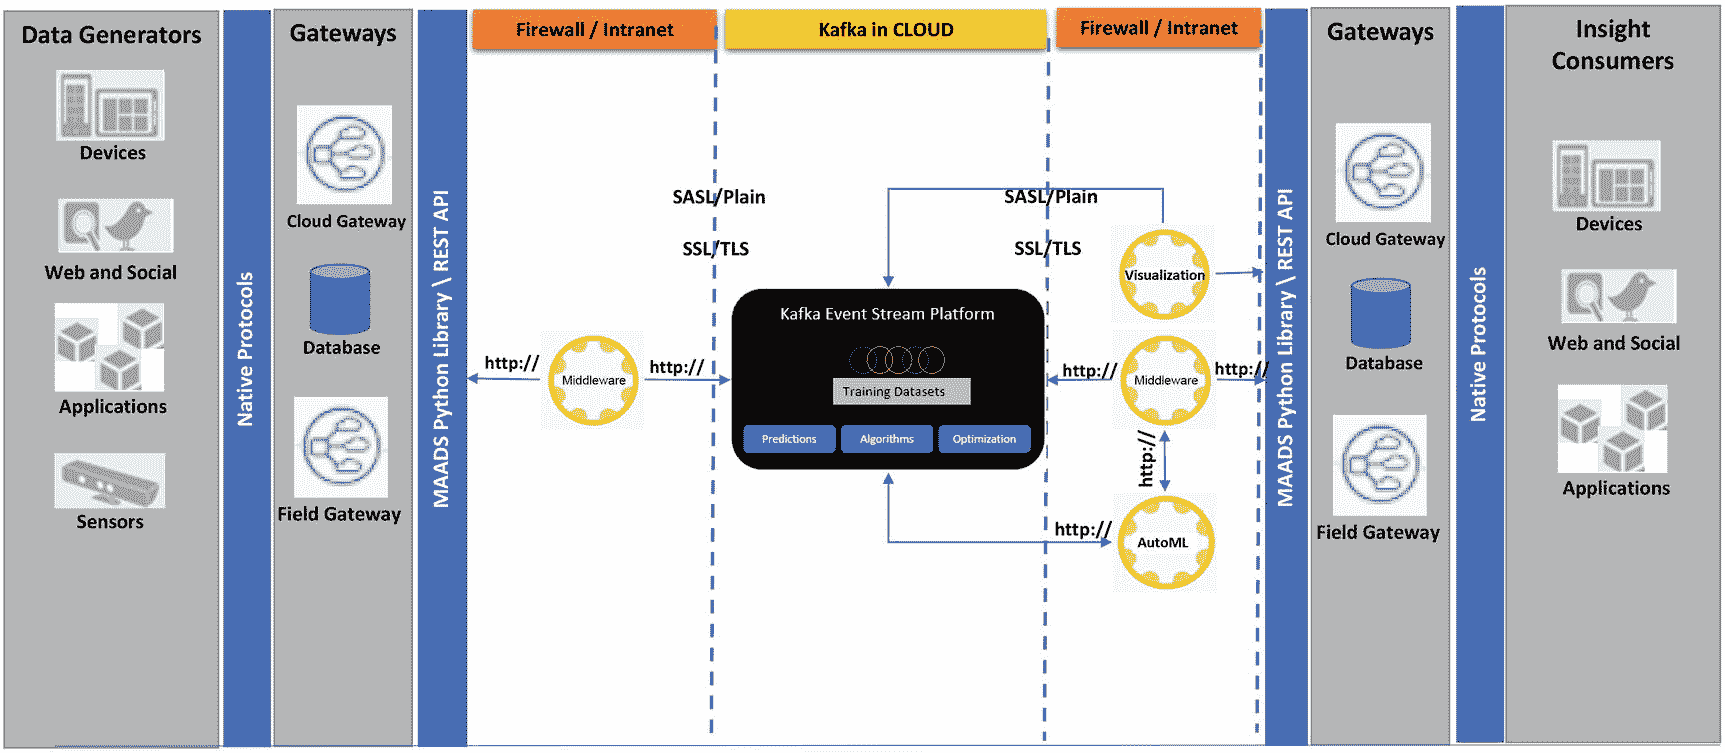 Data Generators
Devices
Web and Social
Applications
Sensors
Native Protocols
Gateways
Cloud Gateway
Database
Field Gateway
MAADS Python Library \ REST API
Firewall / Intranet
http://
Middleware
http://
SASL/Plain
SSL/TLS
Kafka in CLOUD
Kafka Event Stream Platform
Training Datasets
Predictions
Algorithms
Optimization
Firewall / Intranet
SASL/Plain
SSL/TLS
Visualization
http://
Middleware
http://
http://
http://
AutoML
MAADS Python Library \ REST API
Gateways
Cloud Gateway
Database
Field Gateway
Native Protocols
Insight
Consumers
Devices
Web and Social
Applications